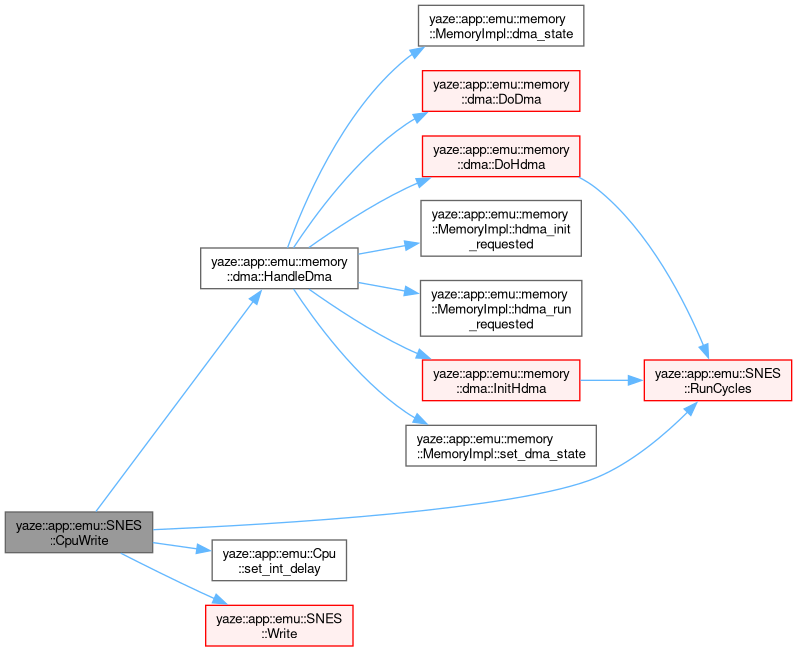 yaze::app::emu::memory
::MemoryImpl::dma_state
yaze::app::emu::memory
::dma::DoDma
yaze::app::emu::memory
::dma::DoHdma
yaze::app::emu::memory
::MemoryImpl::hdma_init
_requested
yaze::app::emu::memory
::dma::HandleDma
yaze::app::emu::memory
::MemoryImpl::hdma_run
_requested
yaze::app::emu::memory
::dma::InitHdma
yaze::app::emu::SNES
::RunCycles
yaze::app::emu::memory
::MemoryImpl::set_dma_state
yaze::app::emu::SNES
::CpuWrite
yaze::app::emu::Cpu
::set_int_delay
yaze::app::emu::SNES
::Write